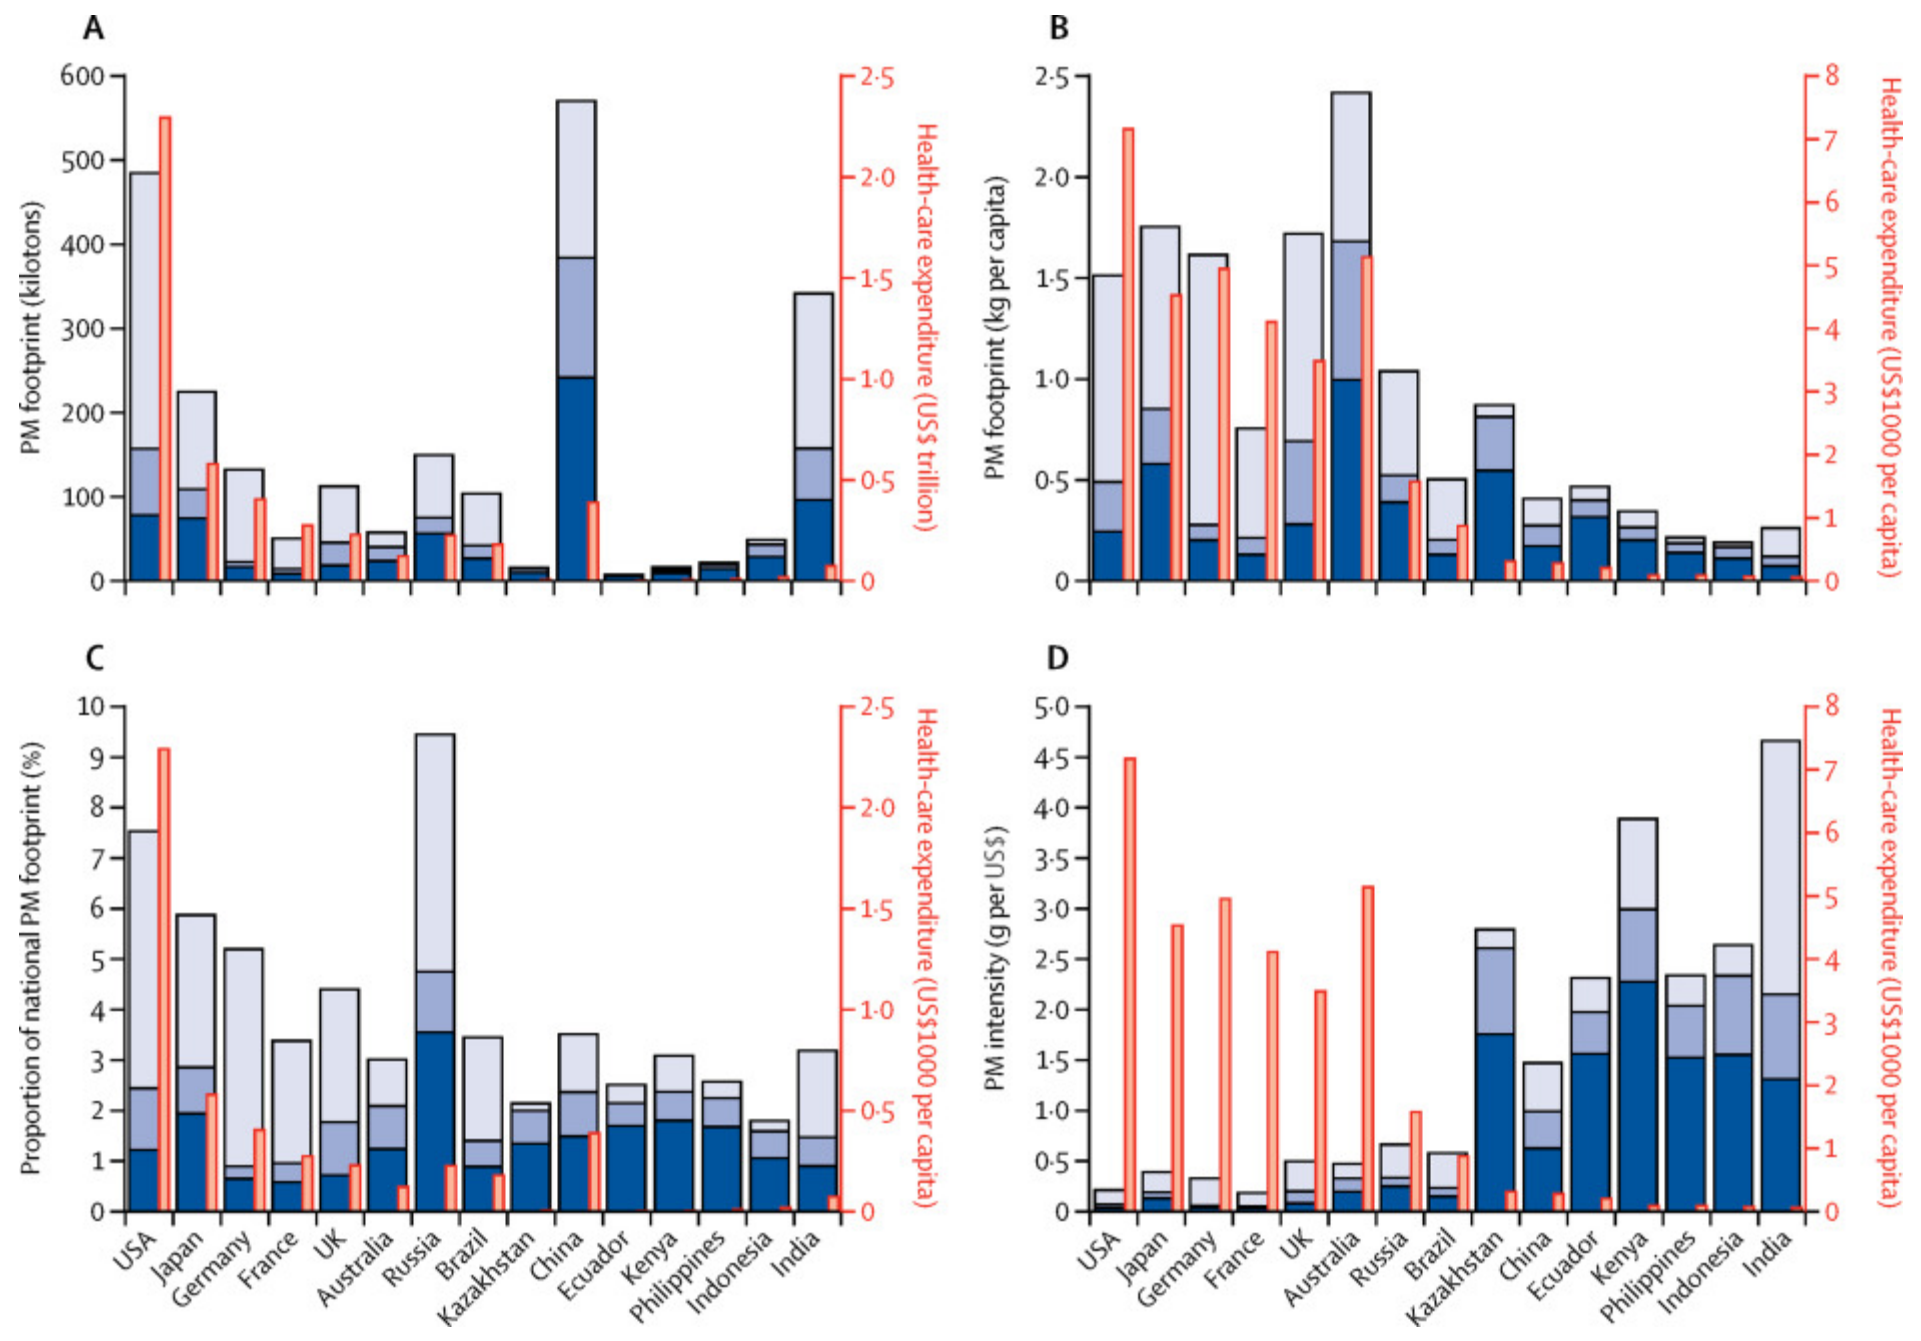 A
PM footprint (kilotons)
600
500
400
300
200
100
0
2·5
2·0
1·5
1·0
0·5
0
Health-care expenditure (US$ trillion)
B
PM footprint (kg per capita)
2·5
2·0
1·5
1·0
0·5
0
8
7
6
5
4
3
2
1
0
Health-care expenditure (US$1000 per capita)
C
Proportion of national PM footprint (%)
10
9
8
7
6
5
4
3
2
1
0
2·5
2·0
1·5
1·0
0·5
0
Health-care expenditure (US$1000 per capita)
USA
Japan
Germany
France
UK
Australia
Russia
Brazil
Kazakhstan
China
Ecuador
Kenya
Philippines
Indonesia
India
D
PM intensity (g per US$)
5·0
4·5
4·0
3·5
3·0
2·5
2·0
1·5
1·0
0·5
0
8
7
6
5
4
3
2
1
0
Health-care expenditure (US$1000 per capita)
USA
Japan
Germany
France
UK
Australia
Russia
Brazil
Kazakhstan
China
Ecuador
Kenya
Philippines
Indonesia
India